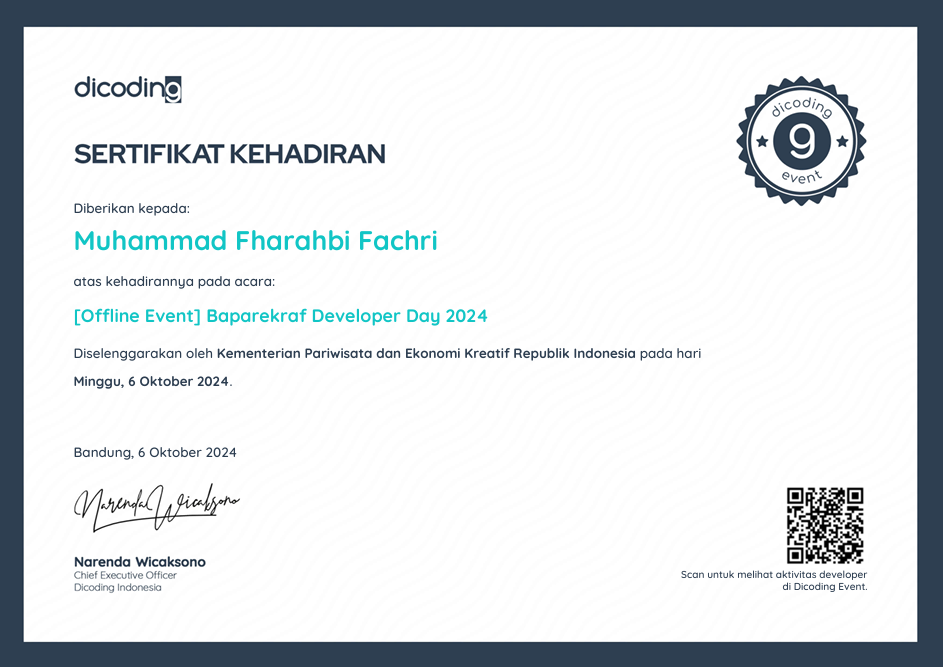 dicoding
SERTIFIKAT KEHADIRAN
dicoding
9
event
Diberikan kepada:
Muhammad Fharahbi Fachri
atas kehadirannya pada acara:
[Offline Event] Baparekraf Developer Day 2024
Diselenggarakan oleh Kementerian Pariwisata dan Ekonomi Kreatif Republik Indonesia pada hari
Minggu, 6 Oktober 2024.
Bandung, 6 Oktober 2024
Narenda Wicaksono
Narenda Wicaksono
Chief Executive Officer
Dicoding Indonesia
Scan untuk melihat aktivitas developer
di Dicoding Event.